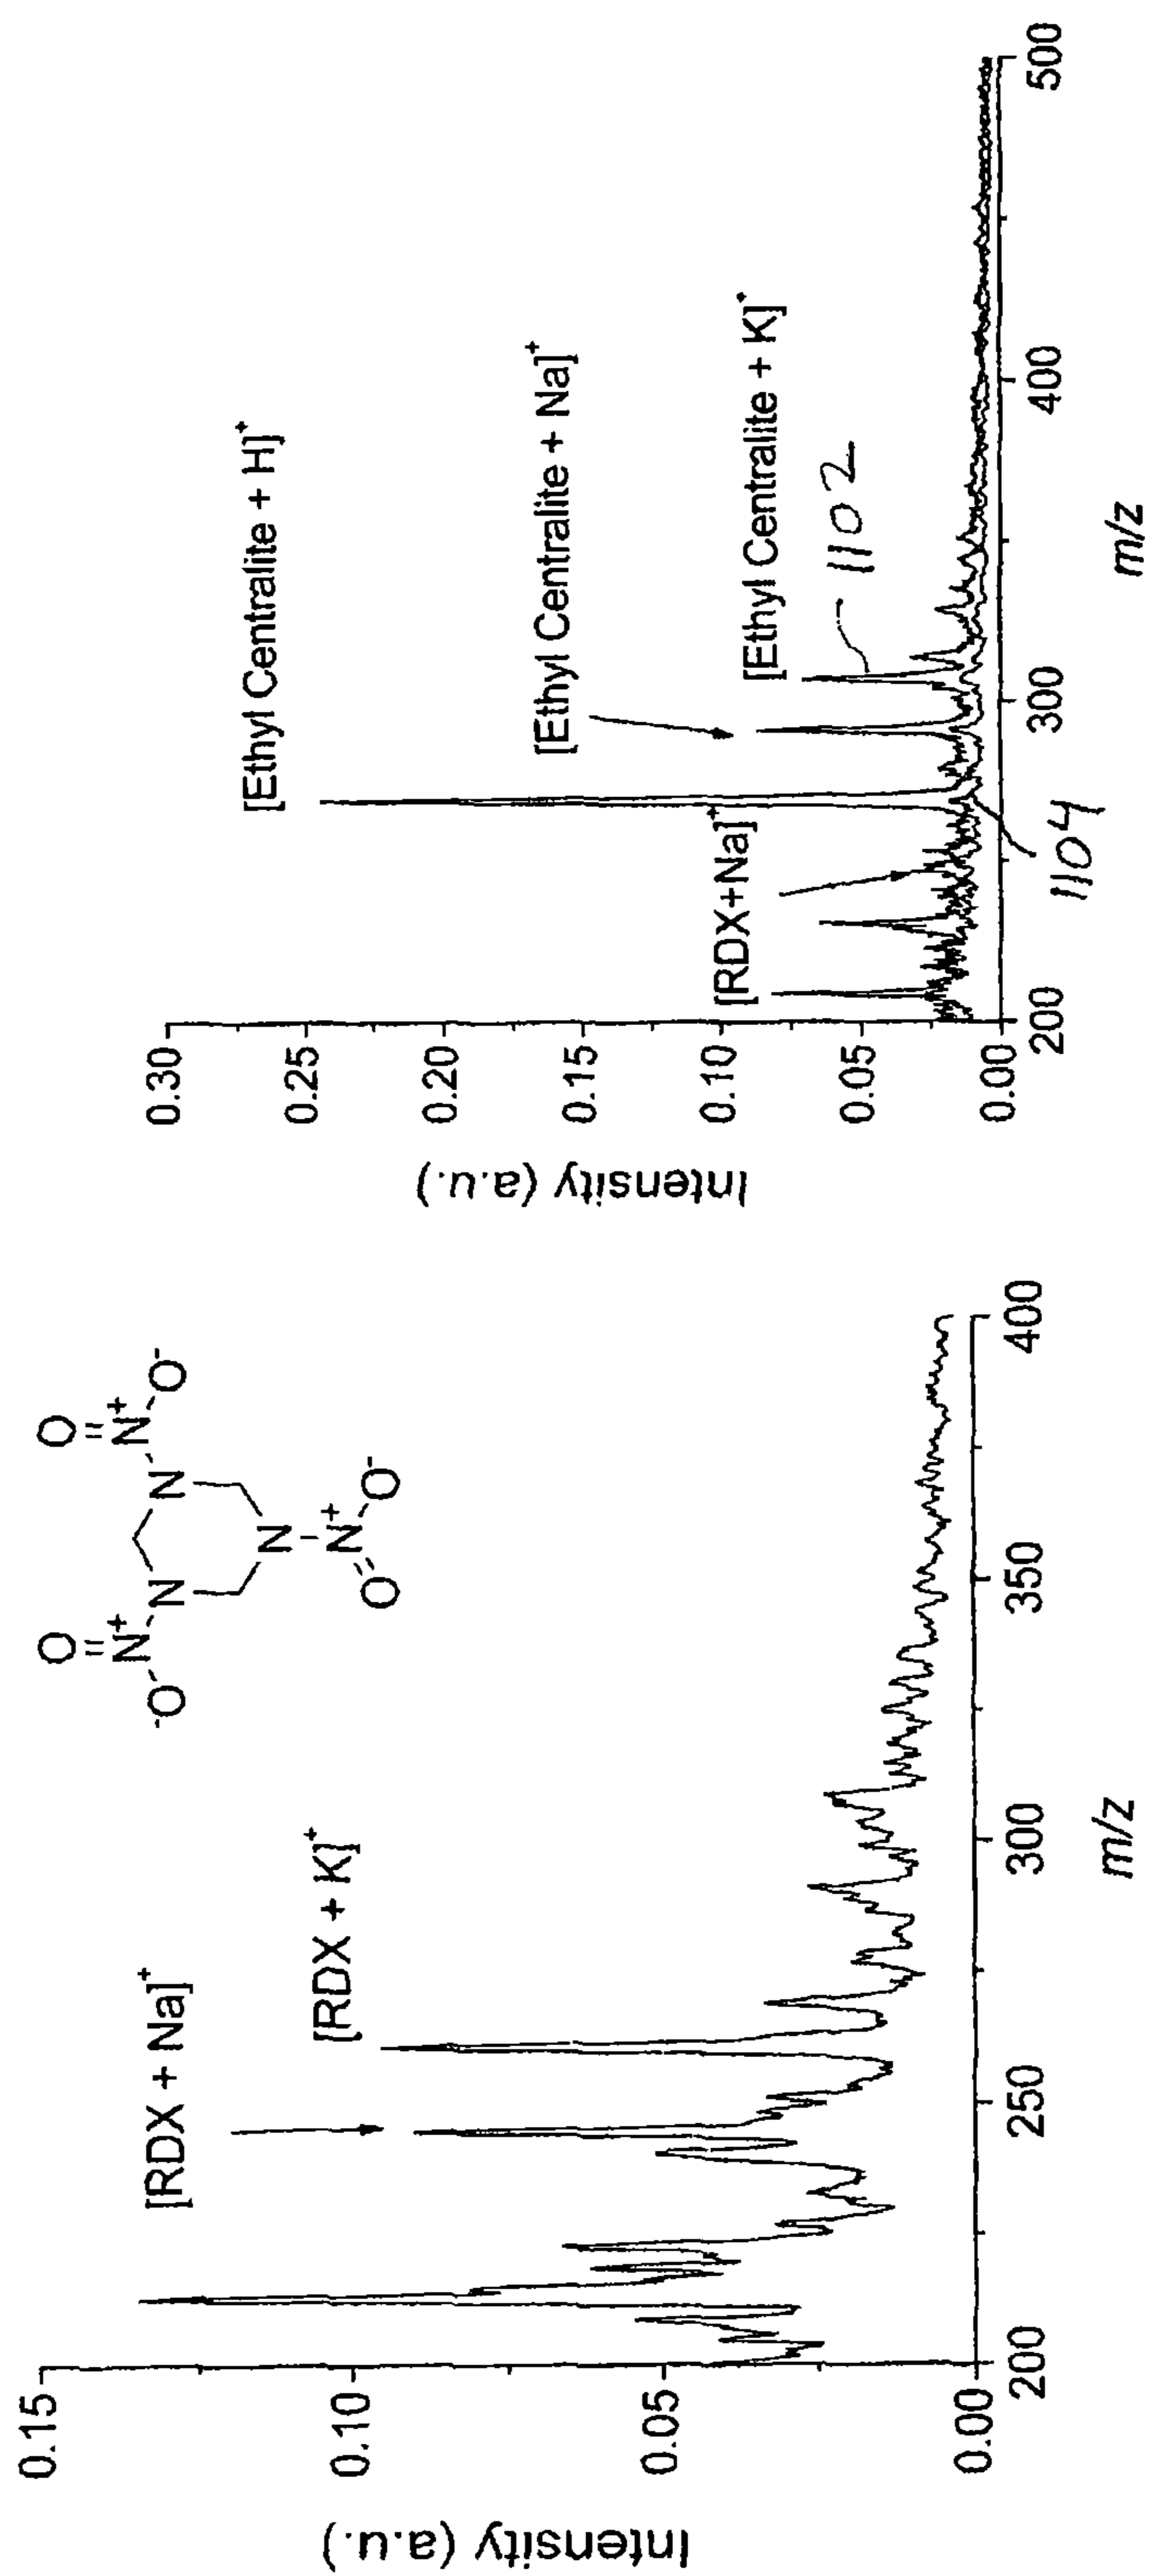 [RDX + Na]⁺
[RDX + K]⁺
O
O
N⁺
N⁺
⁻O
O⁻
N
N
N
N⁺
O
O⁻
0.15
0.10
0.05
0.00
Intensity (a.u.)
200
250
300
350
400
m/z
[Ethyl Centralite + H]⁺
[Ethyl Centralite + Na]⁺
[Ethyl Centralite + K]⁺
[RDX+Na]⁺
1102
1104
0.30
0.25
0.20
0.15
0.10
0.05
0.00
Intensity (a.u.)
200
300
400
500
m/z